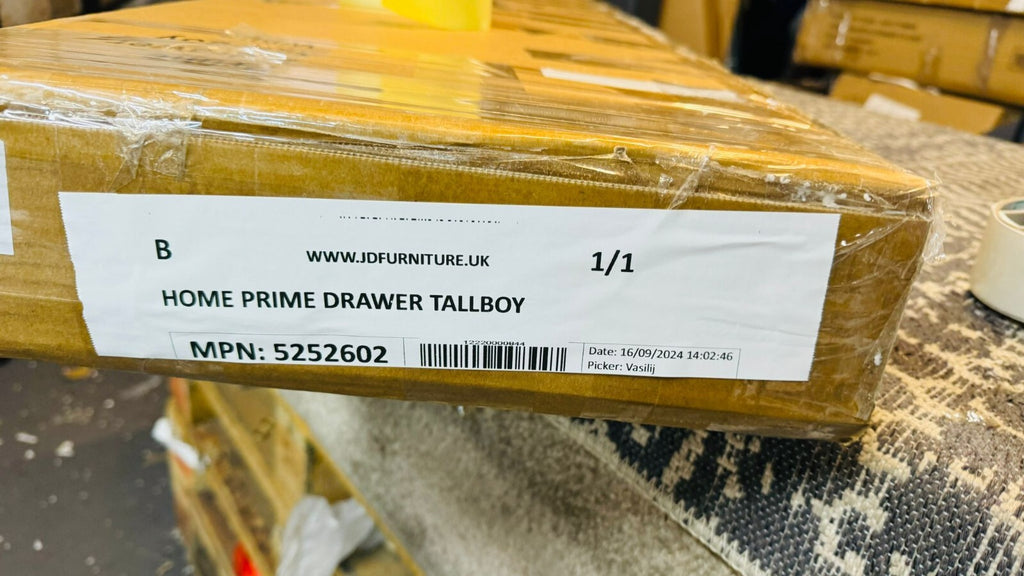 B
WWW.JDFURNITURE.UK
1/1
HOME PRIME DRAWER TALLBOY
MPN: 5252602
12220000844
Date: 16/09/2024 14:02:46
Picker: Vasilij